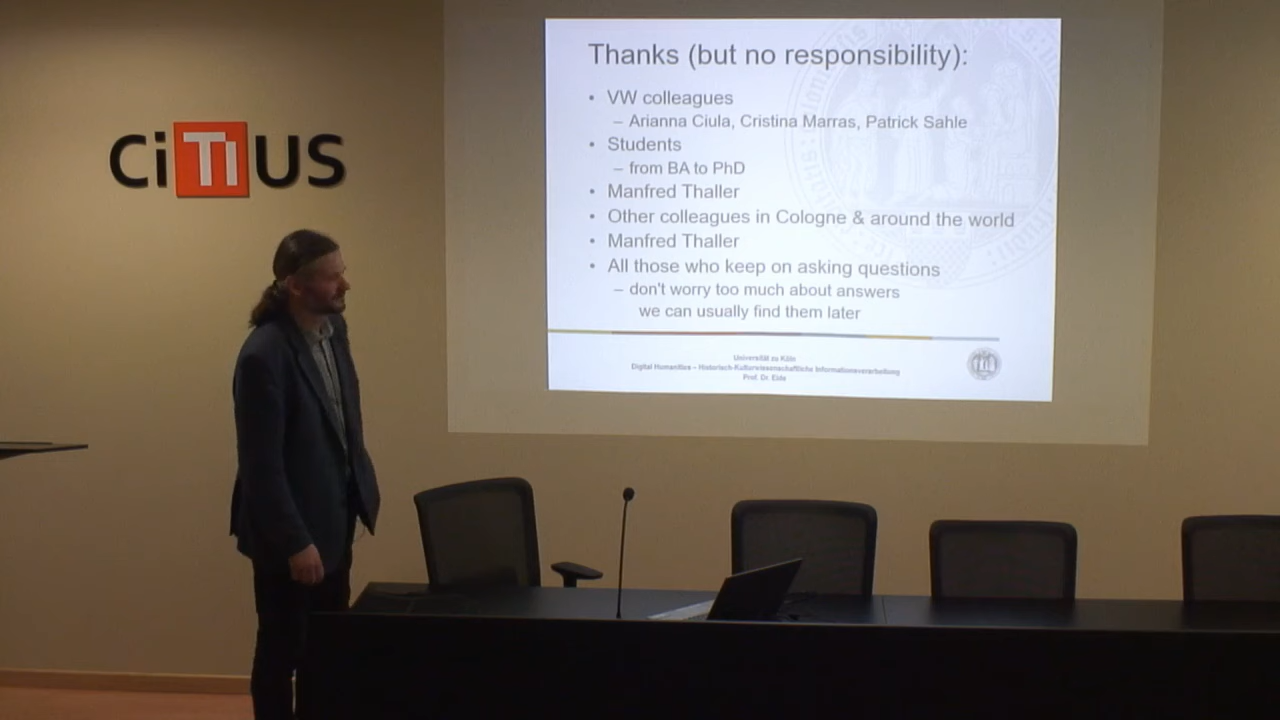 CiTIUS
Thanks (but no responsibility):
• VW colleagues
– Arianna Ciula, Cristina Marras, Patrick Sahle
• Students
– from BA to PhD
• Manfred Thaller
• Other colleagues in Cologne & around the world
• Manfred Thaller
• All those who keep on asking questions
– don't worry too much about answers
we can usually find them later
Universität zu Köln
Digital Humanities – Historisch-Kulturwissenschaftliche Informationsverarbeitung
Prof. Dr. Eide